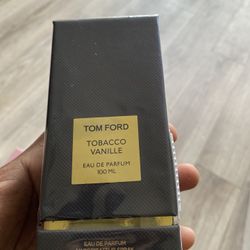 TOM FORD
TOBACCO
VANILLE
EAU DE PARFUM
100 ML
EAU DE PARFUM